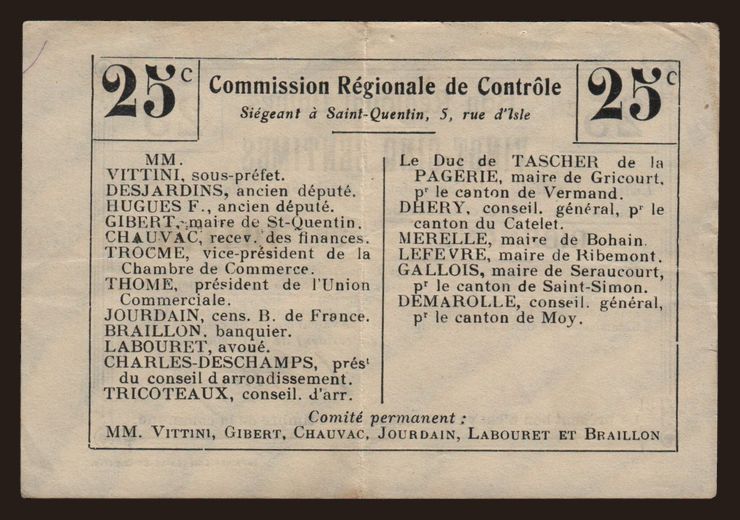 25c
Commission Régionale de Contrôle
Siégeant à Saint-Quentin, 5, rue d'Isle
25c
MM.
VITTINI, sous-préfet.
DESJARDINS, ancien député.
HUGUES F., ancien député.
GIBERT, maire de St-Quentin.
CHAUVAC, recev. des finances.
TROCME, vice-président de la
Chambre de Commerce.
THOME, président de l'Union
Commerciale.
JOURDAIN, cens. B. de France.
BRAILLON, banquier.
LABOURET, avoué.
CHARLES-DESCHAMPS, prést
du conseil d'arrondissement.
TRICOTEAUX, conseil. d'arr.
Le Duc de TASCHER de la
PAGERIE, maire de Gricourt,
pr le canton de Vermand.
DHERY, conseil. général, pr le
canton du Catelet.
MERELLE, maire de Bohain.
LEFEVRE, maire de Ribemont.
GALLOIS, maire de Seraucourt,
pr le canton de Saint-Simon.
DEMAROLLE, conseil. général,
pr le canton de Moy.
Comité permanent :
MM. VITTINI, GIBERT, CHAUVAC, JOURDAIN, LABOURET ET BRAILLON